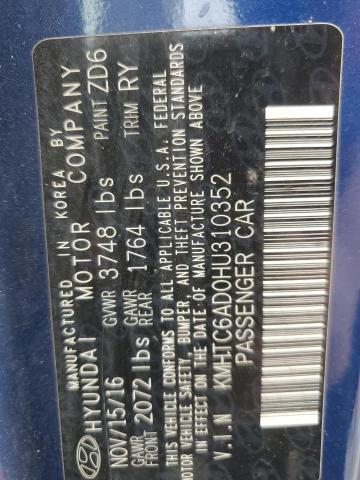 MANUFACTURED IN KOREA BY
HYUNDAI MOTOR COMPANY
NOV/15/16 GVWR 3748 lbs PAINT ZD6
GAWR FRONT 2072 lbs GAWR REAR 1764 lbs TRIM RY
THIS VEHICLE CONFORMS TO ALL APPLICABLE U.S.A. FEDERAL
MOTOR VEHICLE SAFETY, BUMPER, AND THEFT PREVENTION STANDARDS
IN EFFECT ON THE DATE OF MANUFACTURE SHOWN ABOVE
V.I.N KMHTC6AD0HU310352
PASSENGER CAR